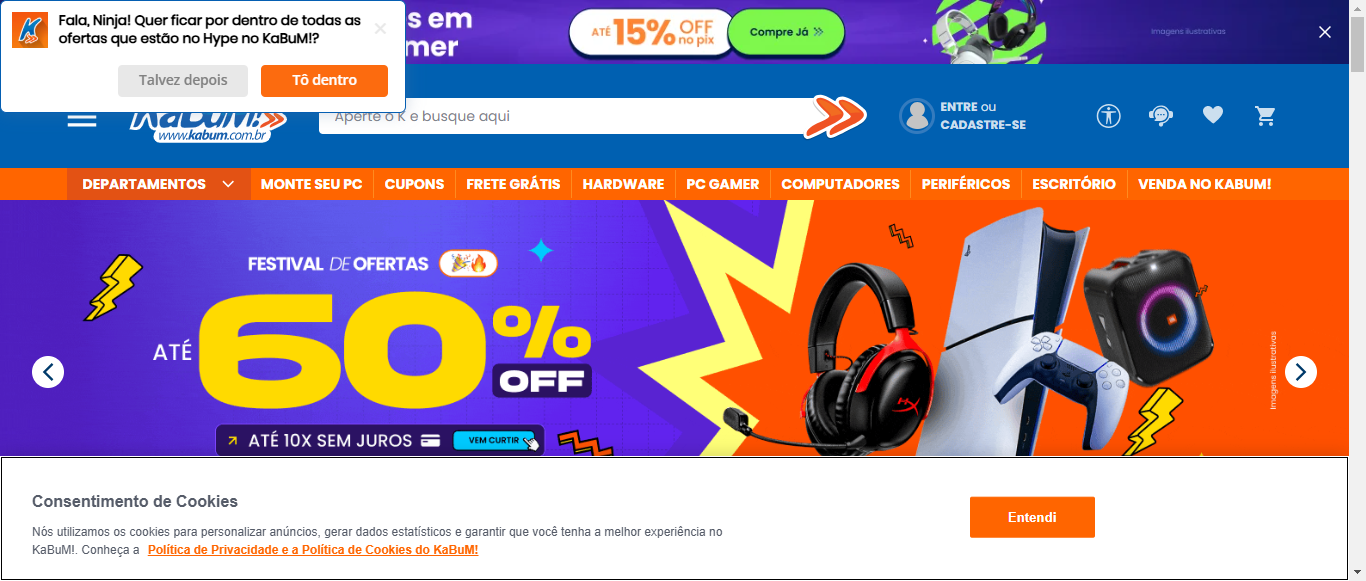 Fala, Ninja! Quer ficar por dentro de todas as
ofertas que estão no Hype no KaBuM!?
Talvez depois
Tô dentro
s em
mer
ATÉ 15% OFF
no pix
Compre Já
Imagens ilustrativas
KaBuM!
www.kabum.com.br
Aperte o K e busque aqui
ENTRE ou
CADASTRE-SE
DEPARTAMENTOS
MONTE SEU PC
CUPONS
FRETE GRÁTIS
HARDWARE
PC GAMER
COMPUTADORES
PERIFÉRICOS
ESCRITÓRIO
VENDA NO KABUM!
FESTIVAL DE OFERTAS
ATÉ 60%
OFF
ATÉ 10X SEM JUROS
VEM CURTIR
JBL
Imagens ilustrativas
Consentimento de Cookies
Nós utilizamos os cookies para personalizar anúncios, gerar dados estatísticos e garantir que você tenha a melhor experiência no
KaBuM!. Conheça a Política de Privacidade e a Política de Cookies do KaBuM!
Entendi